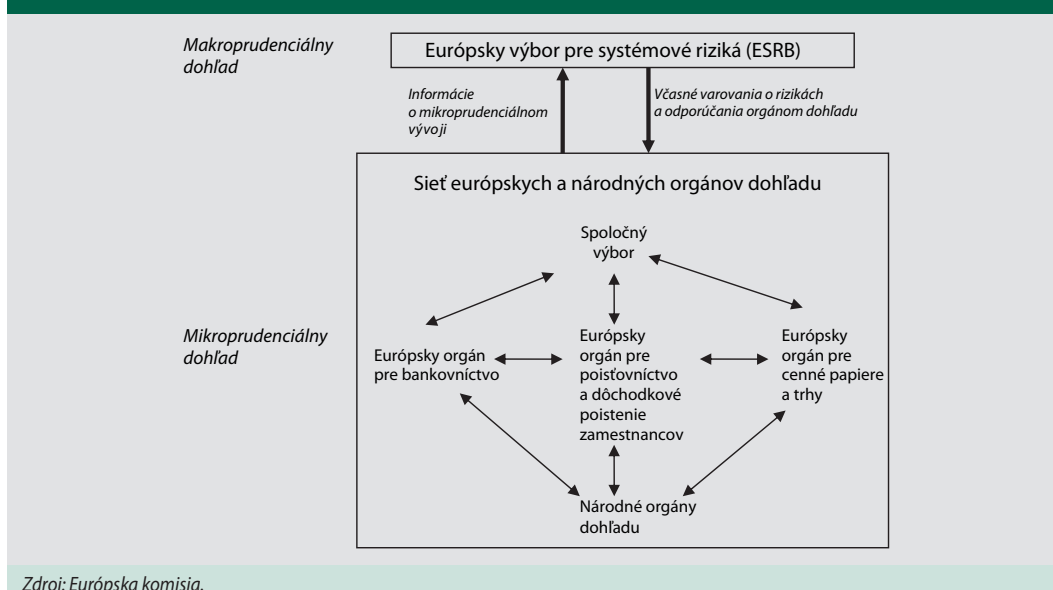 Makroprudenciálny
dohľad
Európsky výbor pre systémové riziká (ESRB)
Informácie
o mikroprudenciálnom
vývoji
Včasné varovania o rizikách
a odporúčania orgánom dohľadu
Sieť európskych a národných orgánov dohľadu
Spoločný
výbor
Mikroprudenciálny
dohľad
Európsky orgán
pre bankovníctvo
Európsky
orgán pre
poisťovníctvo
a dôchodkové
poistenie
zamestnancov
Európsky
orgán pre
cenné papiere
a trhy
Národné orgány
dohľadu
Zdroj: Európska komisia.